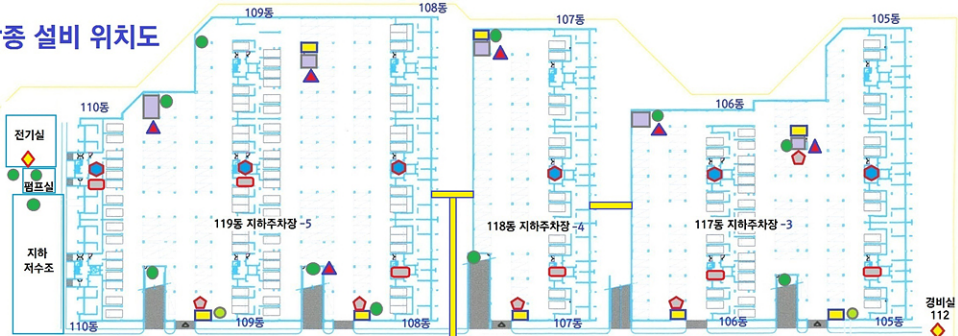 종 설비 위치도
109동
108동
107동
105동
110동
106동
전기실
펌프실
119동 지하주차장 -5
118동 지하주차장 -4
117동 지하주차장 -3
지하
저수조
경비실
112
110동
109동
108동
107동
106동
105동